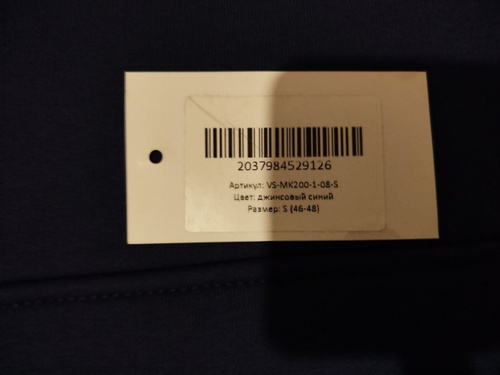 2037984529126
Артикул: VS-MK200-1-08-S
Цвет: джинсовый синий
Размер: S (46-48)